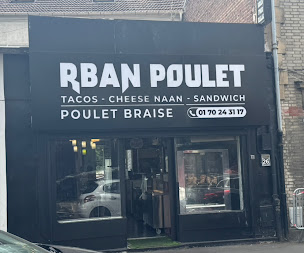 RBAN POULET
TACOS - CHEESE NAAN - SANDWICH
POULET BRAISE 01 70 24 31 17